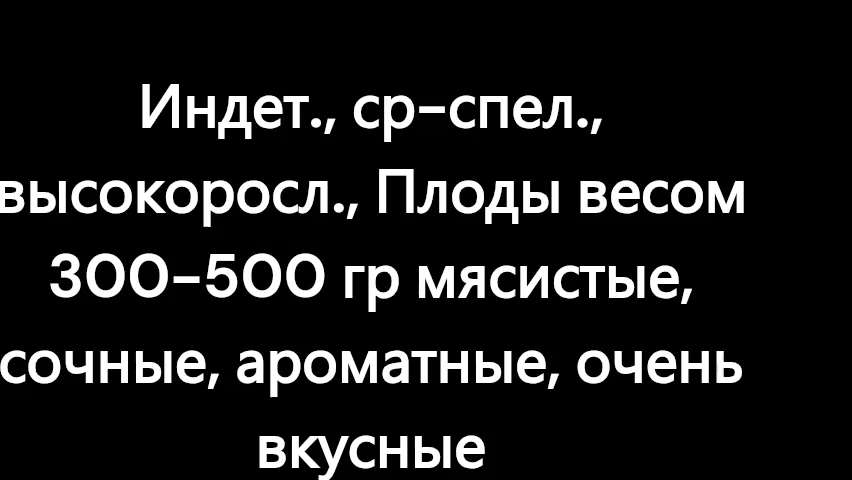 Индет., ср-спел.,
высокоросл., Плоды весом
300-500 гр мясистые,
сочные, ароматные, очень
вкусные